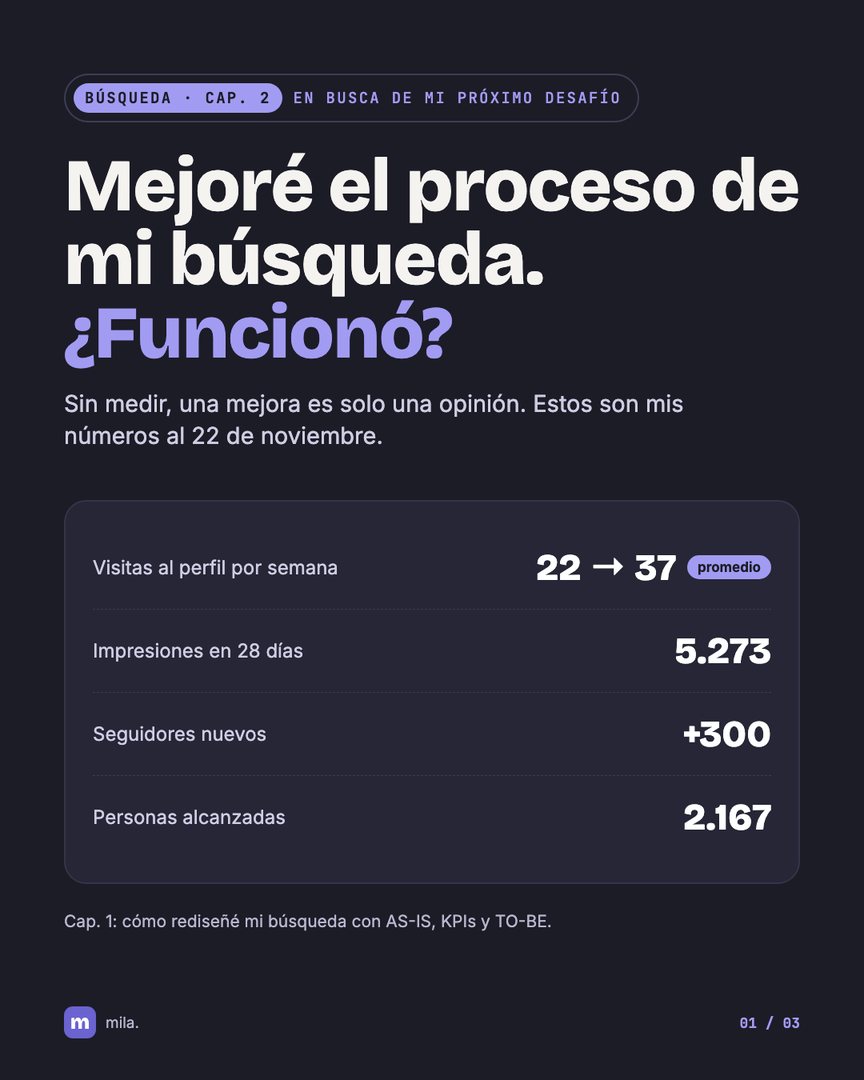 BÚSQUEDA · CAP. 2 EN BUSCA DE MI PRÓXIMO DESAFÍO
Mejoré el proceso de
mi búsqueda.
¿Funcionó?
Sin medir, una mejora es solo una opinión. Estos son mis
números al 22 de noviembre.
Visitas al perfil por semana 22 → 37 promedio
Impresiones en 28 días 5.273
Seguidores nuevos +300
Personas alcanzadas 2.167
Cap. 1: cómo rediseñé mi búsqueda con AS-IS, KPIs y TO-BE.
m mila. 01 / 03